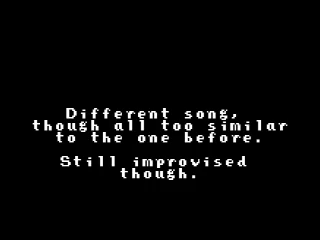 Different song,
though all too similar
to the one before.
Still improvised
though.